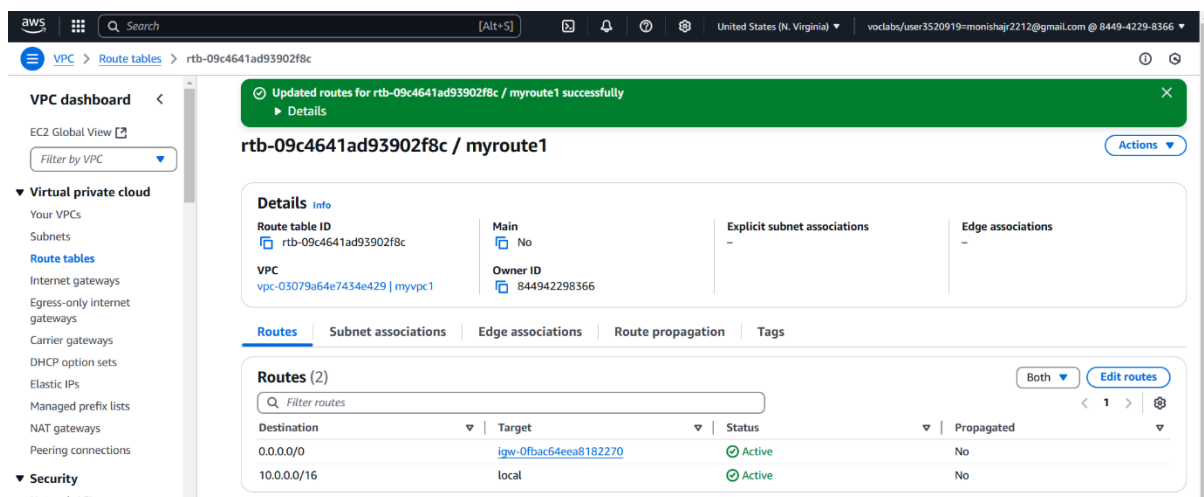 aws
Search [Alt+S] United States (N. Virginia) voclabs/user3520919=monishajr2212@gmail.com @ 8449-4229-8366
VPC > Route tables > rtb-09c4641ad93902f8c
VPC dashboard
EC2 Global View
Filter by VPC
Virtual private cloud
Your VPCs
Subnets
Route tables
Internet gateways
Egress-only internet
gateways
Carrier gateways
DHCP option sets
Elastic IPs
Managed prefix lists
NAT gateways
Peering connections
Security
Updated routes for rtb-09c4641ad93902f8c / myroute1 successfully
Details
rtb-09c4641ad93902f8c / myroute1
Actions
Details Info
Route table ID
rtb-09c4641ad93902f8c
Main
No
Explicit subnet associations
–
Edge associations
–
VPC
vpc-03079a64e7434e429 | myvpc1
Owner ID
844942298366
Routes Subnet associations Edge associations Route propagation Tags
Routes (2)
Both
Edit routes
Filter routes
1
Destination Target Status Propagated
0.0.0.0/0 igw-0fbac64eea8182270 Active No
10.0.0.0/16 local Active No